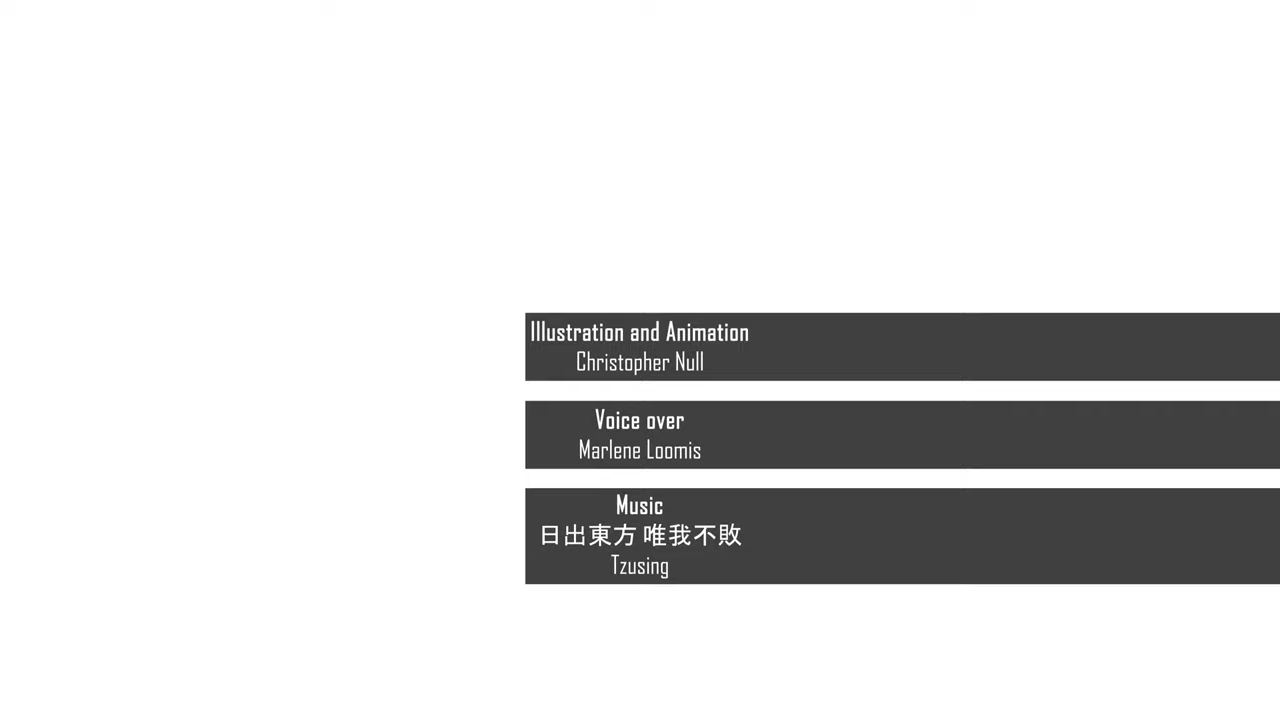 Illustration and Animation
Christopher Null
Voice over
Marlene Loomis
Music
日出東方 唯我不敗
Tzusing